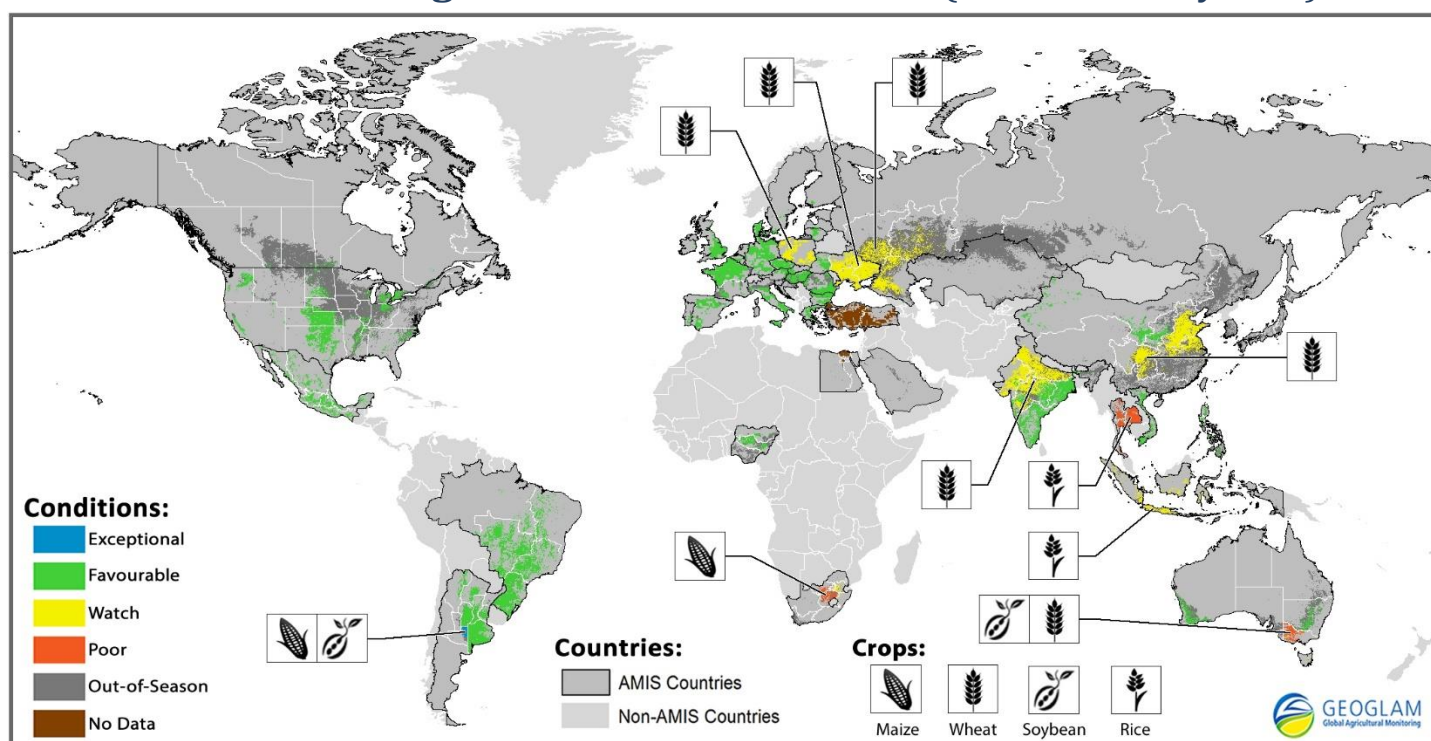 Conditions:
Exceptional
Favourable
Watch
Poor
Out-of-Season
No Data
Countries:
AMIS Countries
Non-AMIS Countries
Crops:
Maize
Wheat
Soybean
Rice
GEOGLAM
Global Agricultural Monitoring